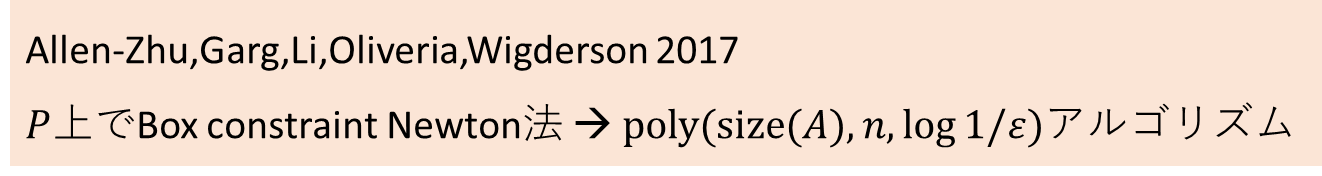 Allen-Zhu,Garg,Li,Oliveria,Wigderson 2017
P上でBox constraint Newton法 → poly(size(A), n, log 1/ε)アルゴリズム